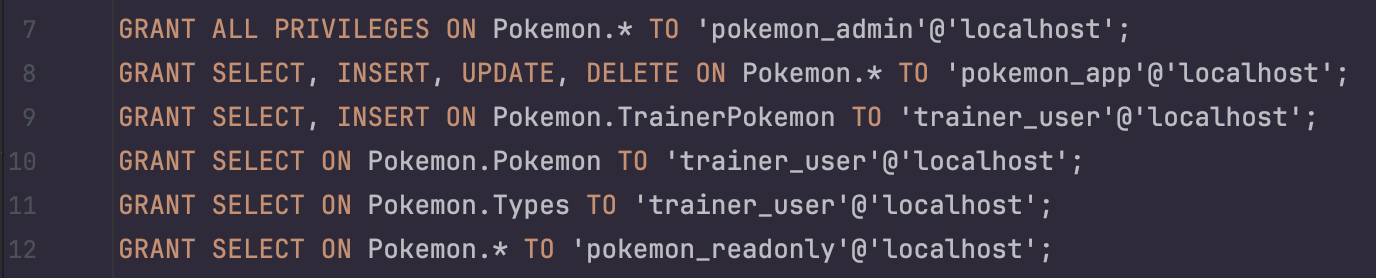 7 GRANT ALL PRIVILEGES ON Pokemon.* TO 'pokemon_admin'@'localhost';
8 GRANT SELECT, INSERT, UPDATE, DELETE ON Pokemon.* TO 'pokemon_app'@'localhost';
9 GRANT SELECT, INSERT ON Pokemon.TrainerPokemon TO 'trainer_user'@'localhost';
10 GRANT SELECT ON Pokemon.Pokemon TO 'trainer_user'@'localhost';
11 GRANT SELECT ON Pokemon.Types TO 'trainer_user'@'localhost';
12 GRANT SELECT ON Pokemon.* TO 'pokemon_readonly'@'localhost';